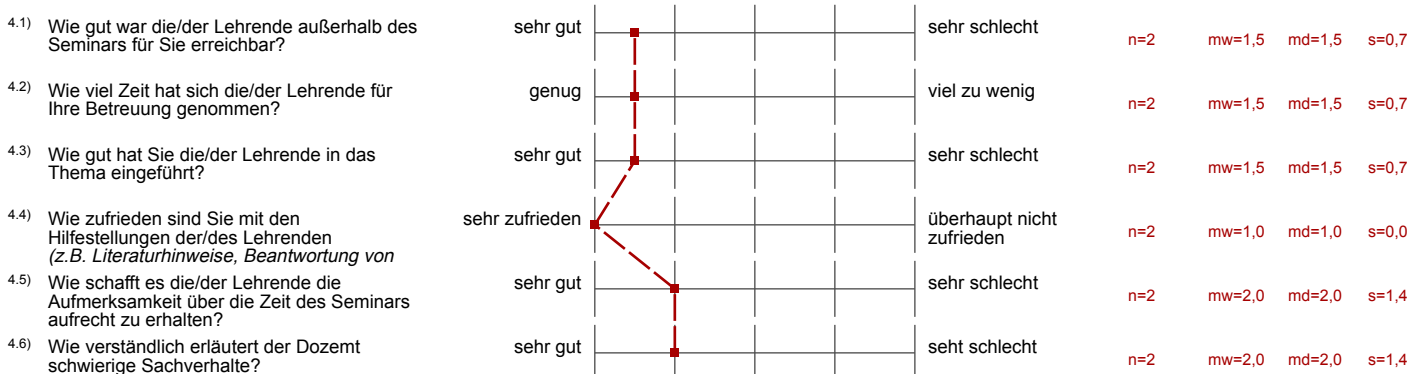 4.1) Wie gut war die/der Lehrende außerhalb des Seminars für Sie erreichbar? sehr gut sehr schlecht n=2 mw=1,5 md=1,5 s=0,7
4.2) Wie viel Zeit hat sich die/der Lehrende für Ihre Betreuung genommen? genug viel zu wenig n=2 mw=1,5 md=1,5 s=0,7
4.3) Wie gut hat Sie die/der Lehrende in das Thema eingeführt? sehr gut sehr schlecht n=2 mw=1,5 md=1,5 s=0,7
4.4) Wie zufrieden sind Sie mit den Hilfestellungen der/des Lehrenden (z.B. Literaturhinweise, Beantwortung von sehr zufrieden überhaupt nicht zufrieden n=2 mw=1,0 md=1,0 s=0,0
4.5) Wie schafft es die/der Lehrende die Aufmerksamkeit über die Zeit des Seminars aufrecht zu erhalten? sehr gut sehr schlecht n=2 mw=2,0 md=2,0 s=1,4
4.6) Wie verständlich erläutert der Dozemt schwierige Sachverhalte? sehr gut seht schlecht n=2 mw=2,0 md=2,0 s=1,4